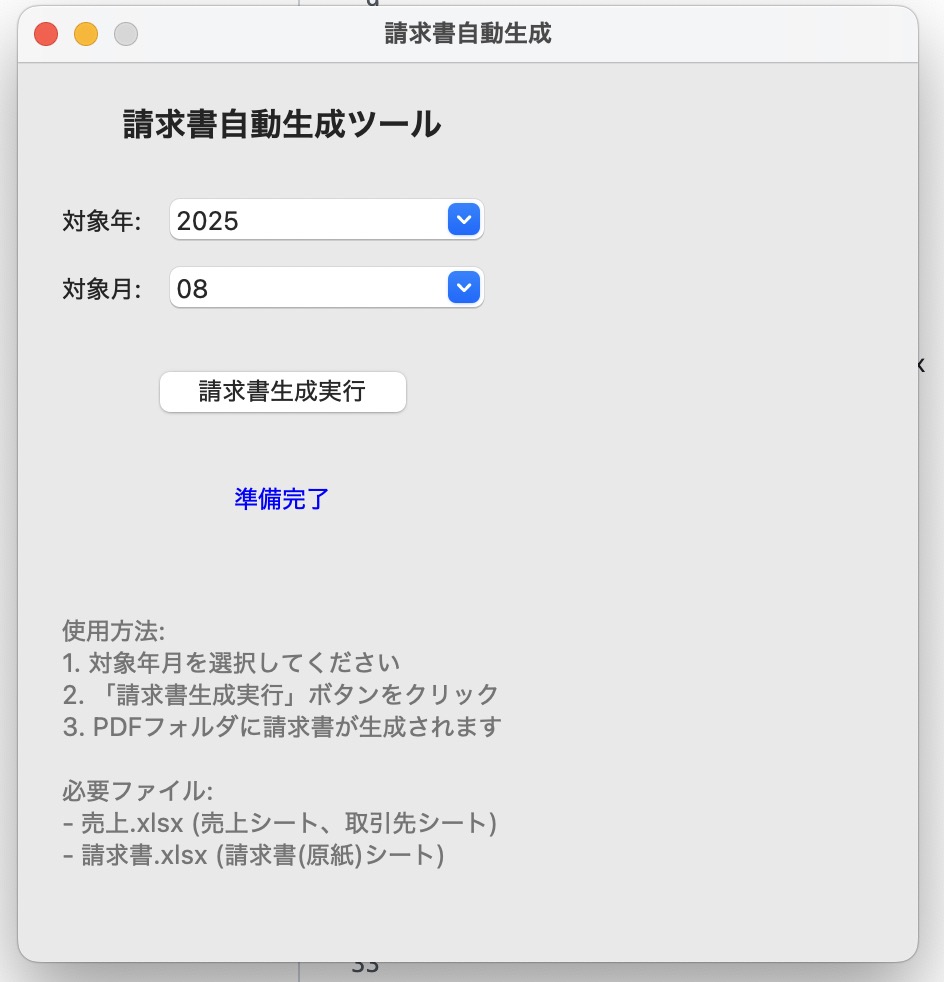 請求書自動生成
請求書自動生成ツール
対象年: 2025
対象月: 08
請求書生成実行
準備完了
使用方法:
1. 対象年月を選択してください
2. 「請求書生成実行」ボタンをクリック
3. PDFフォルダに請求書が生成されます
必要ファイル:
- 売上.xlsx (売上シート、取引先シート)
- 請求書.xlsx (請求書(原紙)シート)